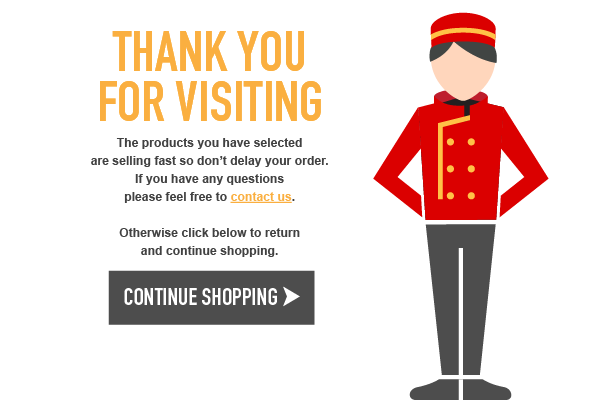 THANK YOU
FOR VISITING
The products you have selected
are selling fast so don’t delay your order.
If you have any questions
please feel free to contact us.
Otherwise click below to return
and continue shopping.
CONTINUE SHOPPING